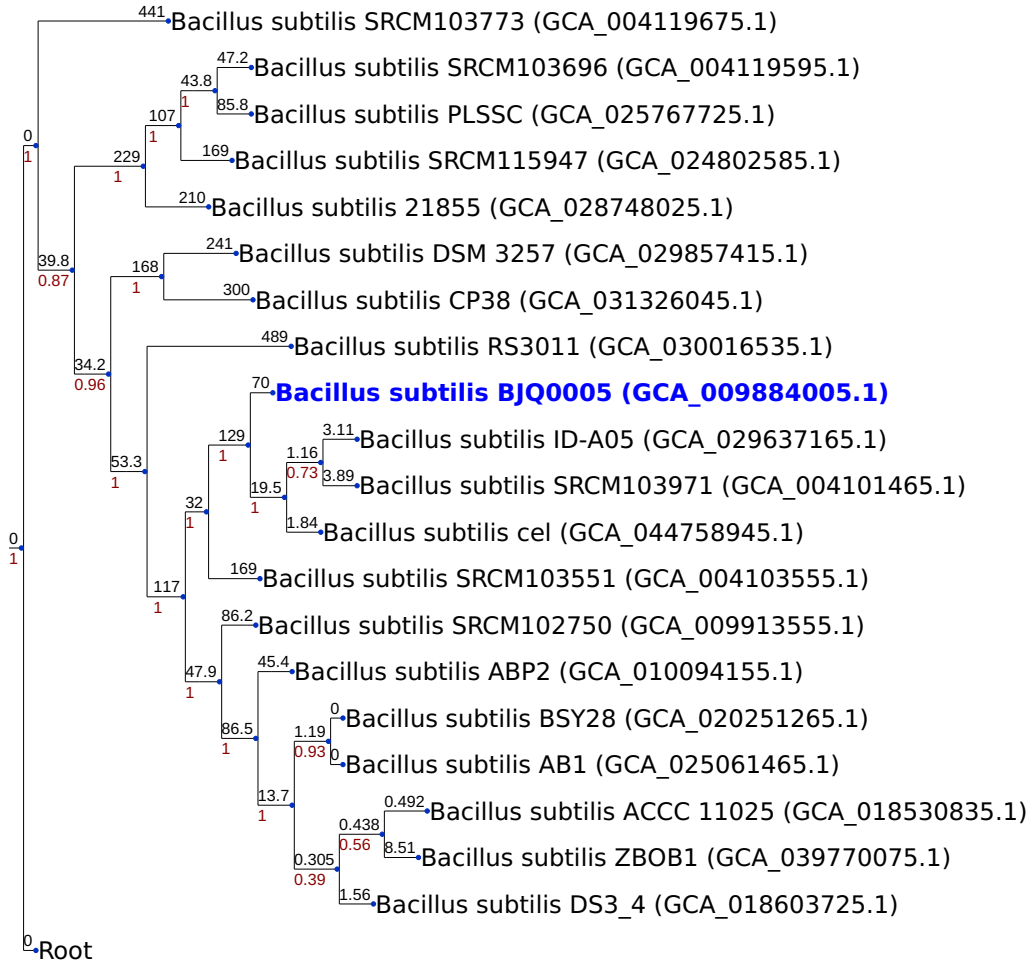 441
Bacillus subtilis SRCM103773 (GCA_004119675.1)
47.2
Bacillus subtilis SRCM103696 (GCA_004119595.1)
43.8
1
85.8
Bacillus subtilis PLSSC (GCA_025767725.1)
107
1
0
1
169
Bacillus subtilis SRCM115947 (GCA_024802585.1)
229
1
210
Bacillus subtilis 21855 (GCA_028748025.1)
241
Bacillus subtilis DSM 3257 (GCA_029857415.1)
39.8
0.87
168
1
300
Bacillus subtilis CP38 (GCA_031326045.1)
489
Bacillus subtilis RS3011 (GCA_030016535.1)
34.2
0.96
70
Bacillus subtilis BJQ0005 (GCA_009884005.1)
129
1
3.11
Bacillus subtilis ID-A05 (GCA_029637165.1)
53.3
1
1.16
0.73
3.89
Bacillus subtilis SRCM103971 (GCA_004101465.1)
19.5
1
32
1
1.84
Bacillus subtilis cel (GCA_044758945.1)
0
1
169
Bacillus subtilis SRCM103551 (GCA_004103555.1)
117
1
86.2
Bacillus subtilis SRCM102750 (GCA_009913555.1)
47.9
1
45.4
Bacillus subtilis ABP2 (GCA_010094155.1)
0
Bacillus subtilis BSY28 (GCA_020251265.1)
86.5
1
1.19
0.93
0
Bacillus subtilis AB1 (GCA_025061465.1)
13.7
1
0.492
Bacillus subtilis ACCC 11025 (GCA_018530835.1)
0.438
0.56
8.51
Bacillus subtilis ZBOB1 (GCA_039770075.1)
0.305
0.39
1.56
Bacillus subtilis DS3_4 (GCA_018603725.1)
0
Root